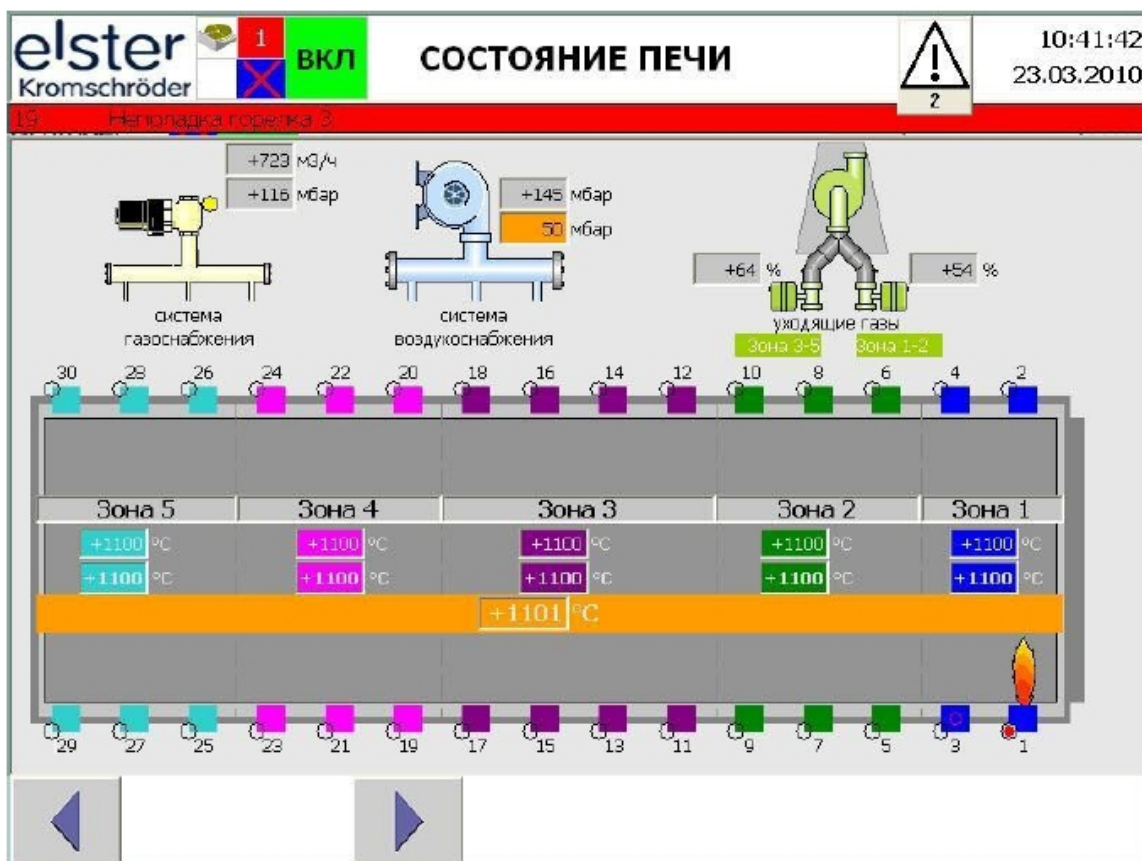 elster
Kromschröder
1
ВКЛ
СОСТОЯНИЕ ПЕЧИ
2
10:41:42
23.03.2010
19 Неполадка горелка 3
+723 м3/ч
+116 мбар
+145 мбар
50 мбар
+64 %
+54 %
система
газоснабжения
система
воздухоснабжения
уходящие газы
Зона 3-5 Зона 1-2
30 28 26 24 22 20 18 16 14 12 10 8 6 4 2
Зона 5 Зона 4 Зона 3 Зона 2 Зона 1
+1100 °C +1100 °C +1100 °C +1100 °C +1100 °C
+1100 °C +1100 °C +1100 °C +1100 °C +1100 °C
+1101 °C
29 27 25 23 21 19 17 15 13 11 9 7 5 3 1